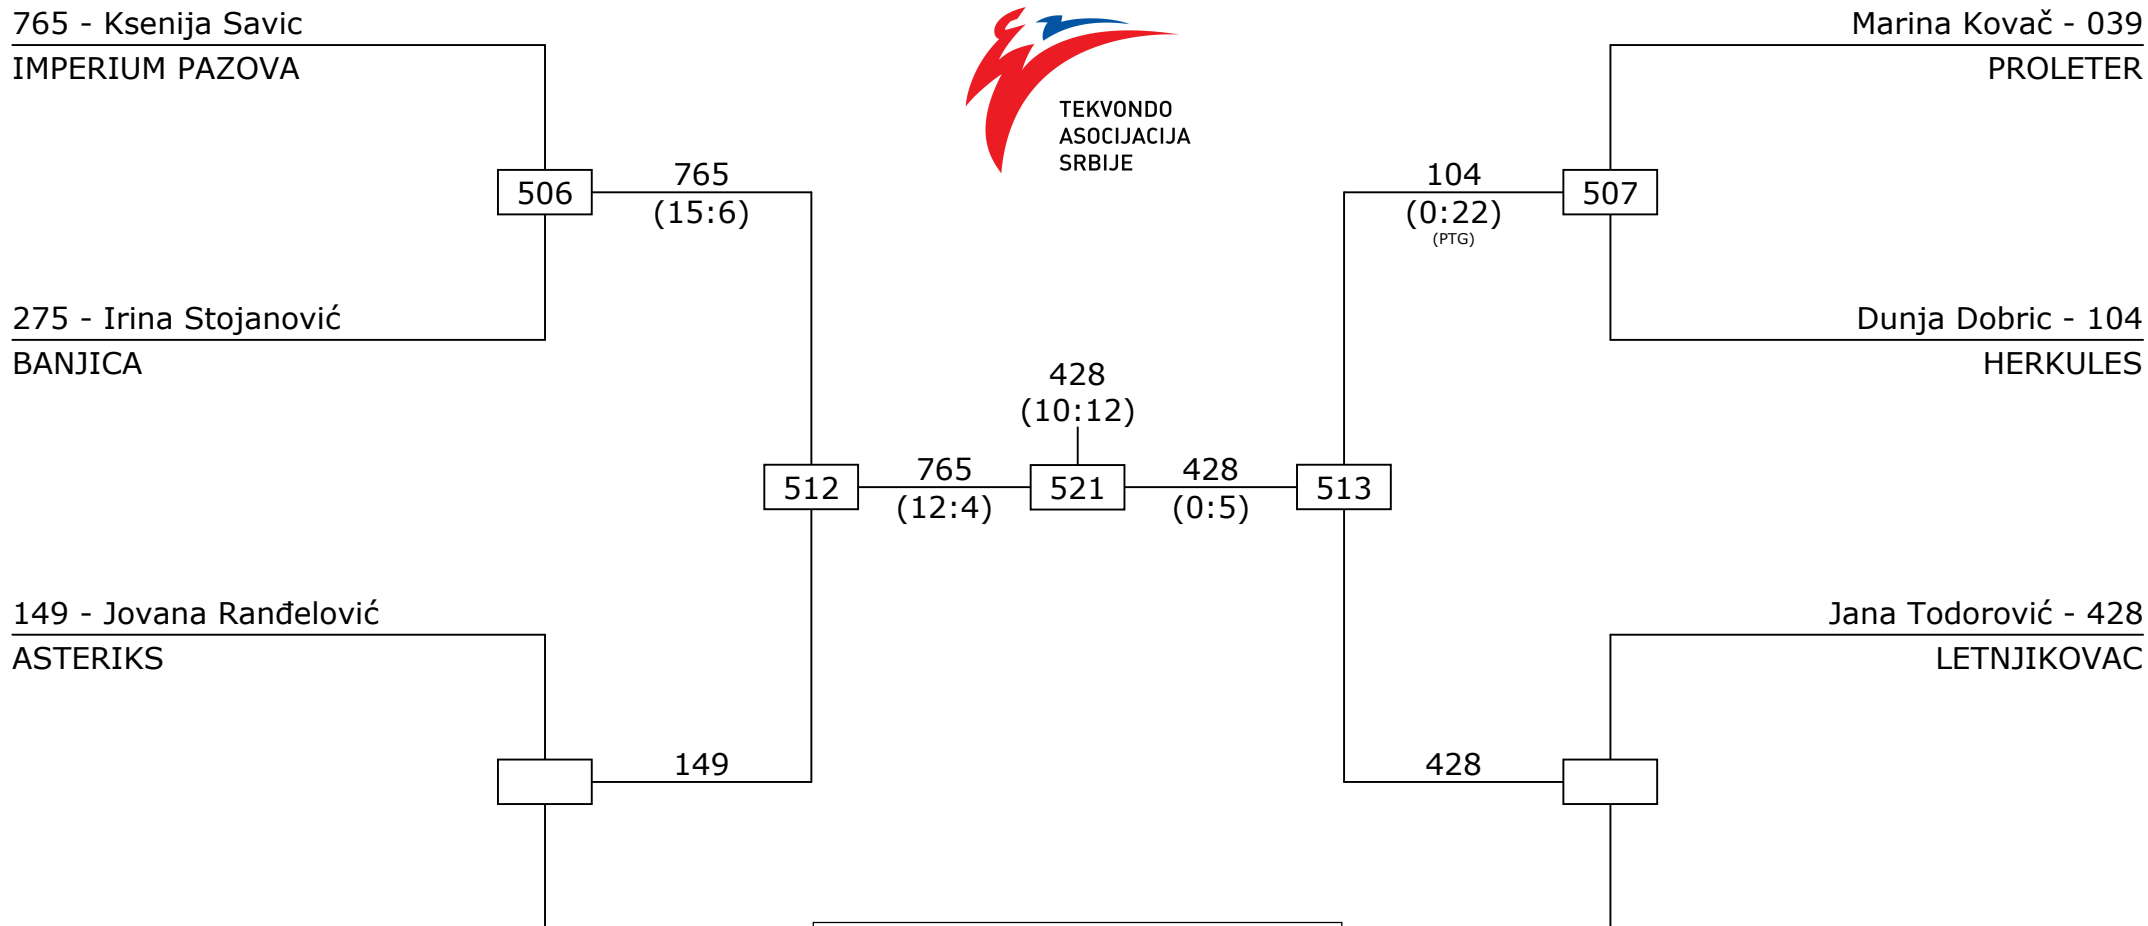 765 - Ksenija Savic
IMPERIUM PAZOVA
Marina Kovač - 039
PROLETER
TEKVONDO
ASOCIJACIJA
SRBIJE
506
765
(15:6)
104
(0:22)
(PTG)
507
275 - Irina Stojanović
BANJICA
Dunja Dobric - 104
HERKULES
428
(10:12)
512
765
(12:4)
521
428
(0:5)
513
149 - Jovana Ranđelović
ASTERIKS
Jana Todorović - 428
LETNJIKOVAC
149
428